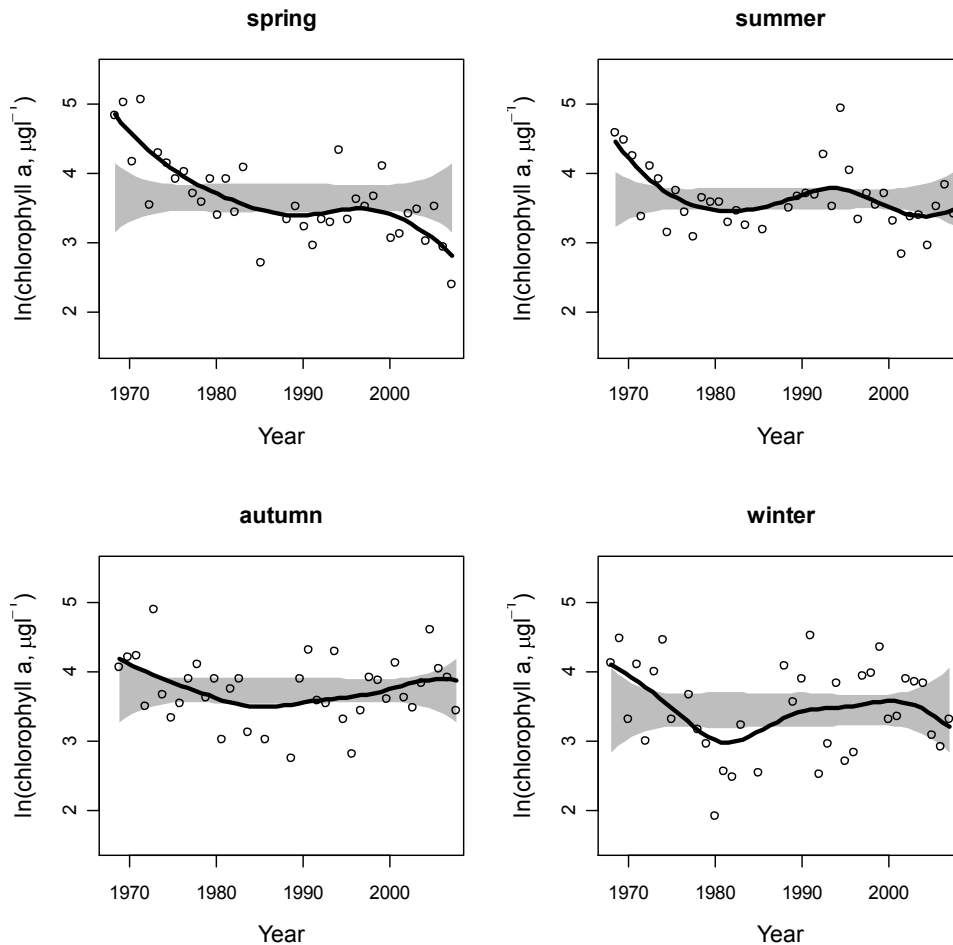 spring
ln(chlorophyll a, µgl⁻¹)
5
4
3
2
1970 1980 1990 2000
Year
summer
ln(chlorophyll a, µgl⁻¹)
5
4
3
2
1970 1980 1990 2000
Year
autumn
ln(chlorophyll a, µgl⁻¹)
5
4
3
2
1970 1980 1990 2000
Year
winter
ln(chlorophyll a, µgl⁻¹)
5
4
3
2
1970 1980 1990 2000
Year